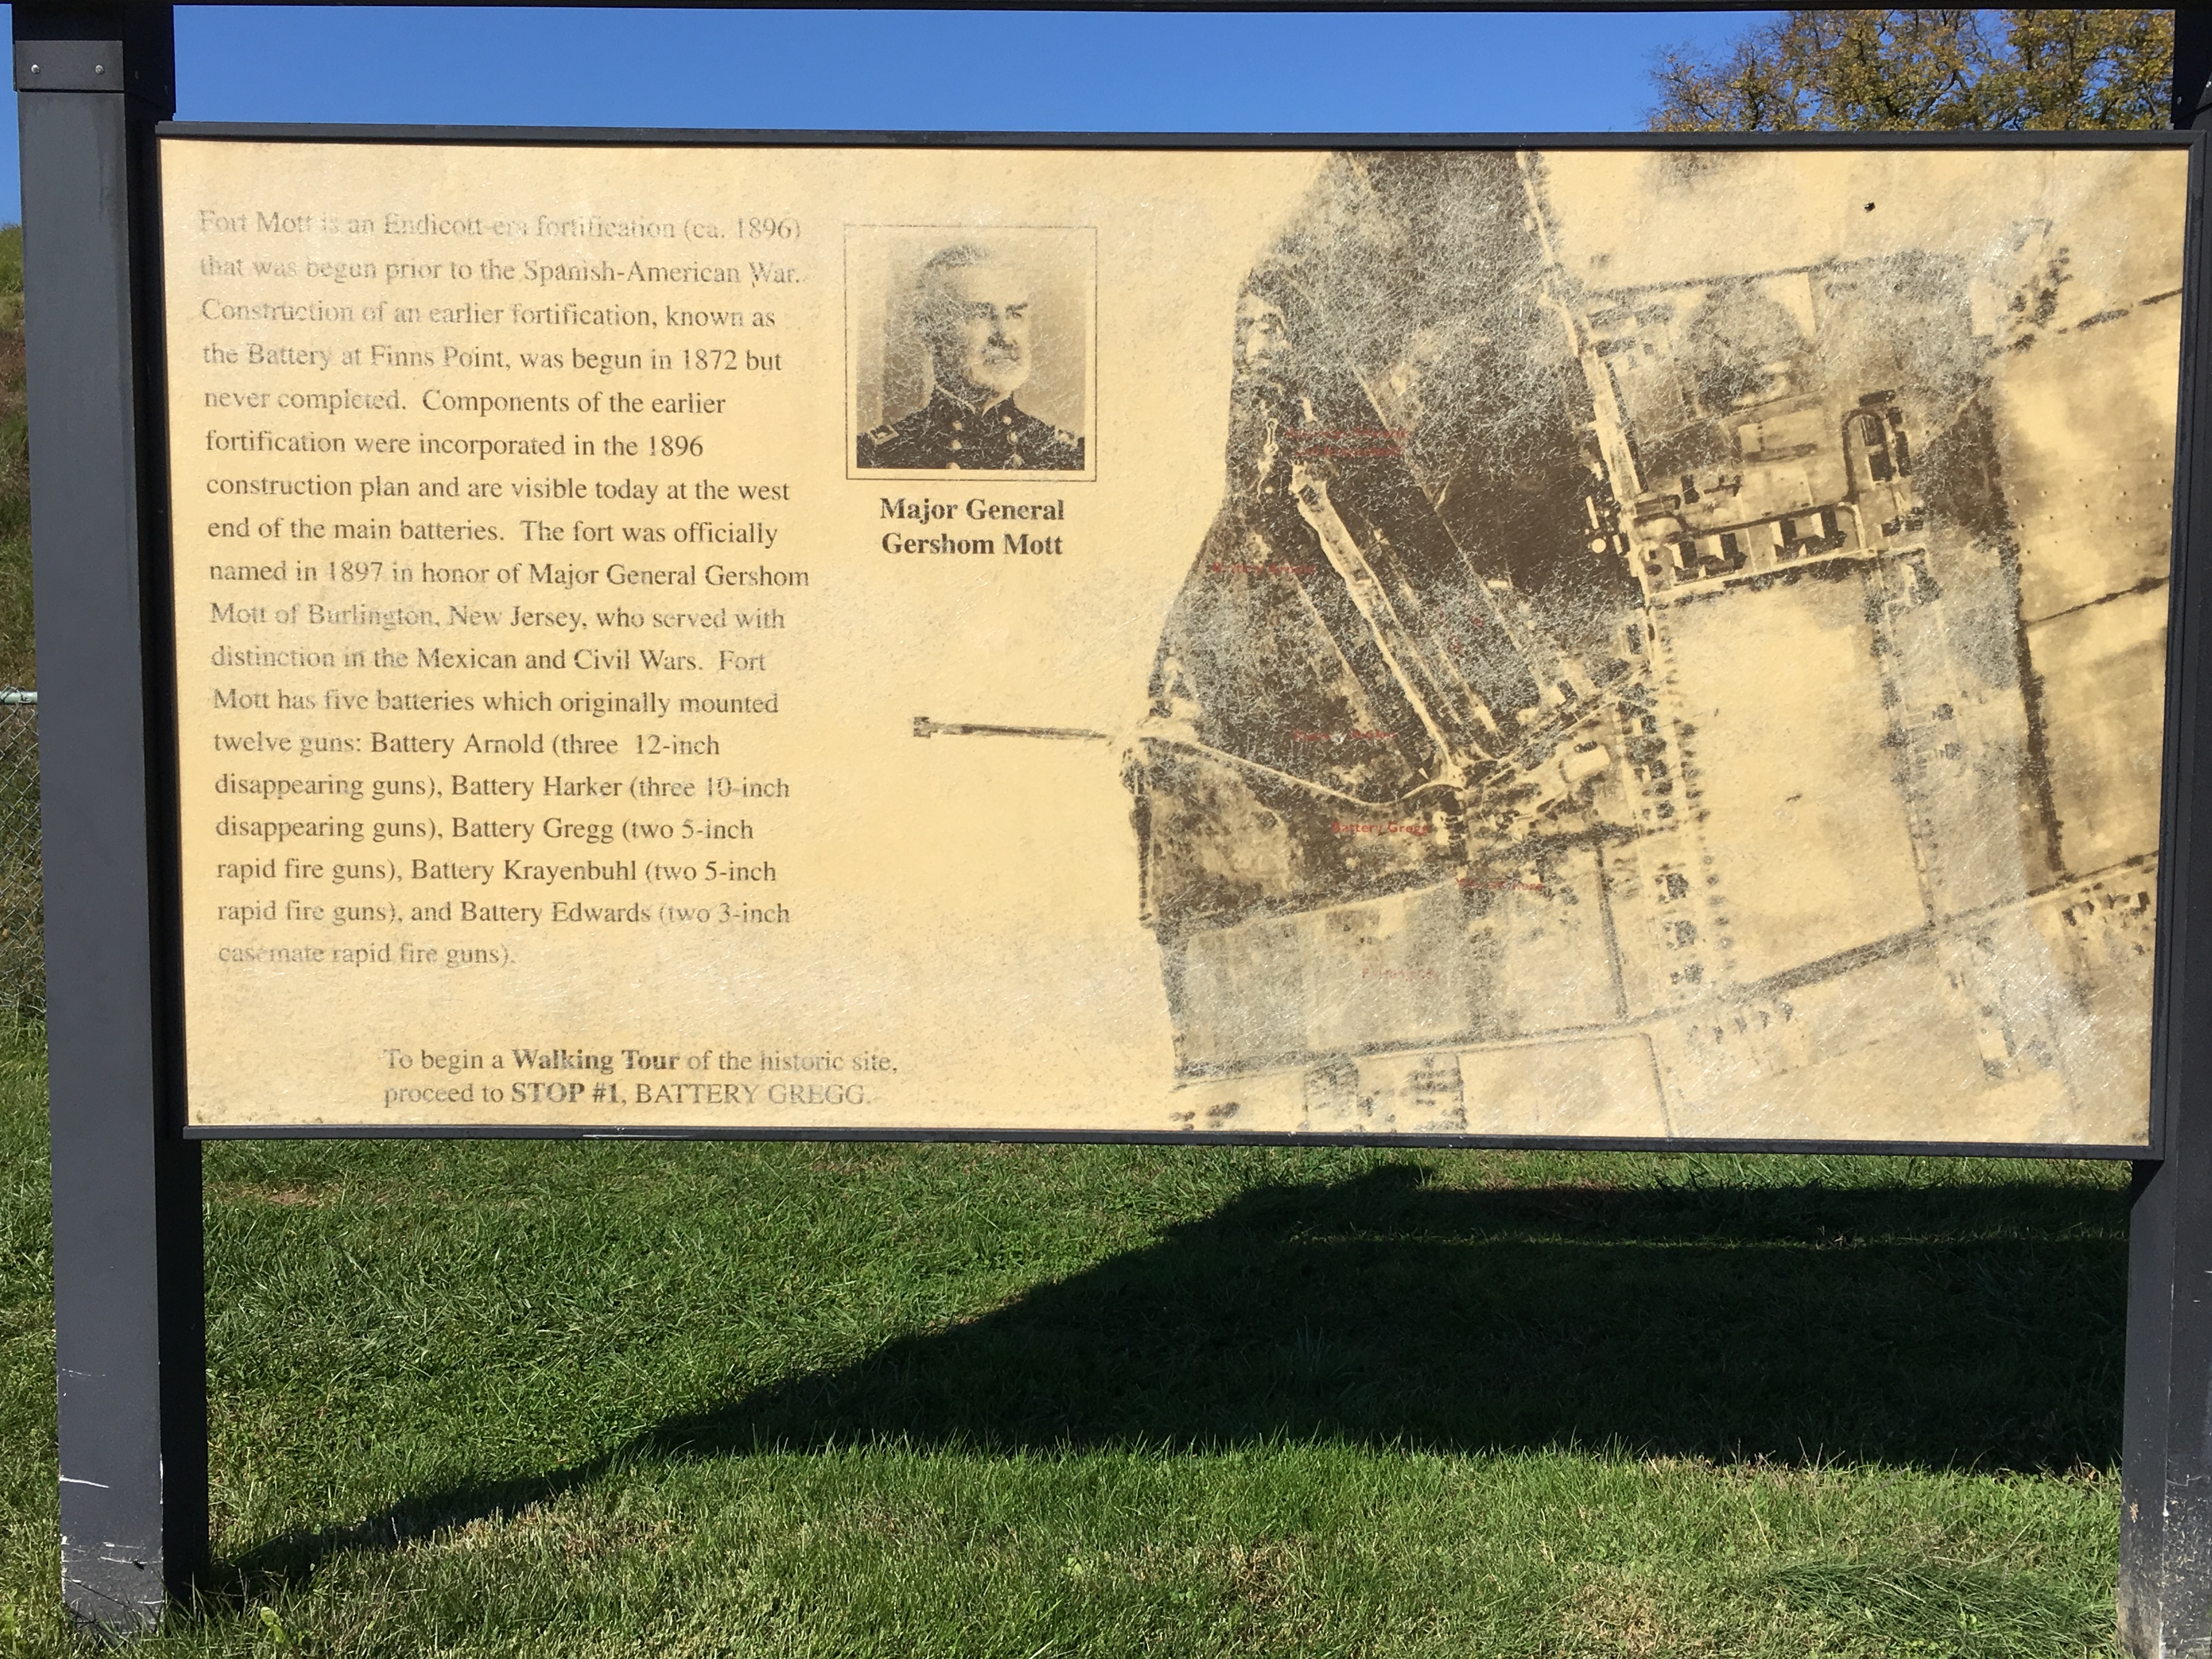 Fort Mott is an Endicott-era fortification (ca. 1896)
that was begun prior to the Spanish-American War.
Construction of an earlier fortification, known as
the Battery at Finns Point, was begun in 1872 but
never completed. Components of the earlier
fortification were incorporated in the 1896
construction plan and are visible today at the west
end of the main batteries. The fort was officially
named in 1897 in honor of Major General Gershom
Mott of Burlington, New Jersey, who served with
distinction in the Mexican and Civil Wars. Fort
Mott has five batteries which originally mounted
twelve guns: Battery Arnold (three 12-inch
disappearing guns), Battery Harker (three 10-inch
disappearing guns), Battery Gregg (two 5-inch
rapid fire guns), Battery Krayenbuhl (two 5-inch
rapid fire guns), and Battery Edwards (two 3-inch
casemate rapid fire guns).
To begin a Walking Tour of the historic site,
proceed to STOP #1, BATTERY GREGG.
Major General
Gershom Mott
Battery Gregg